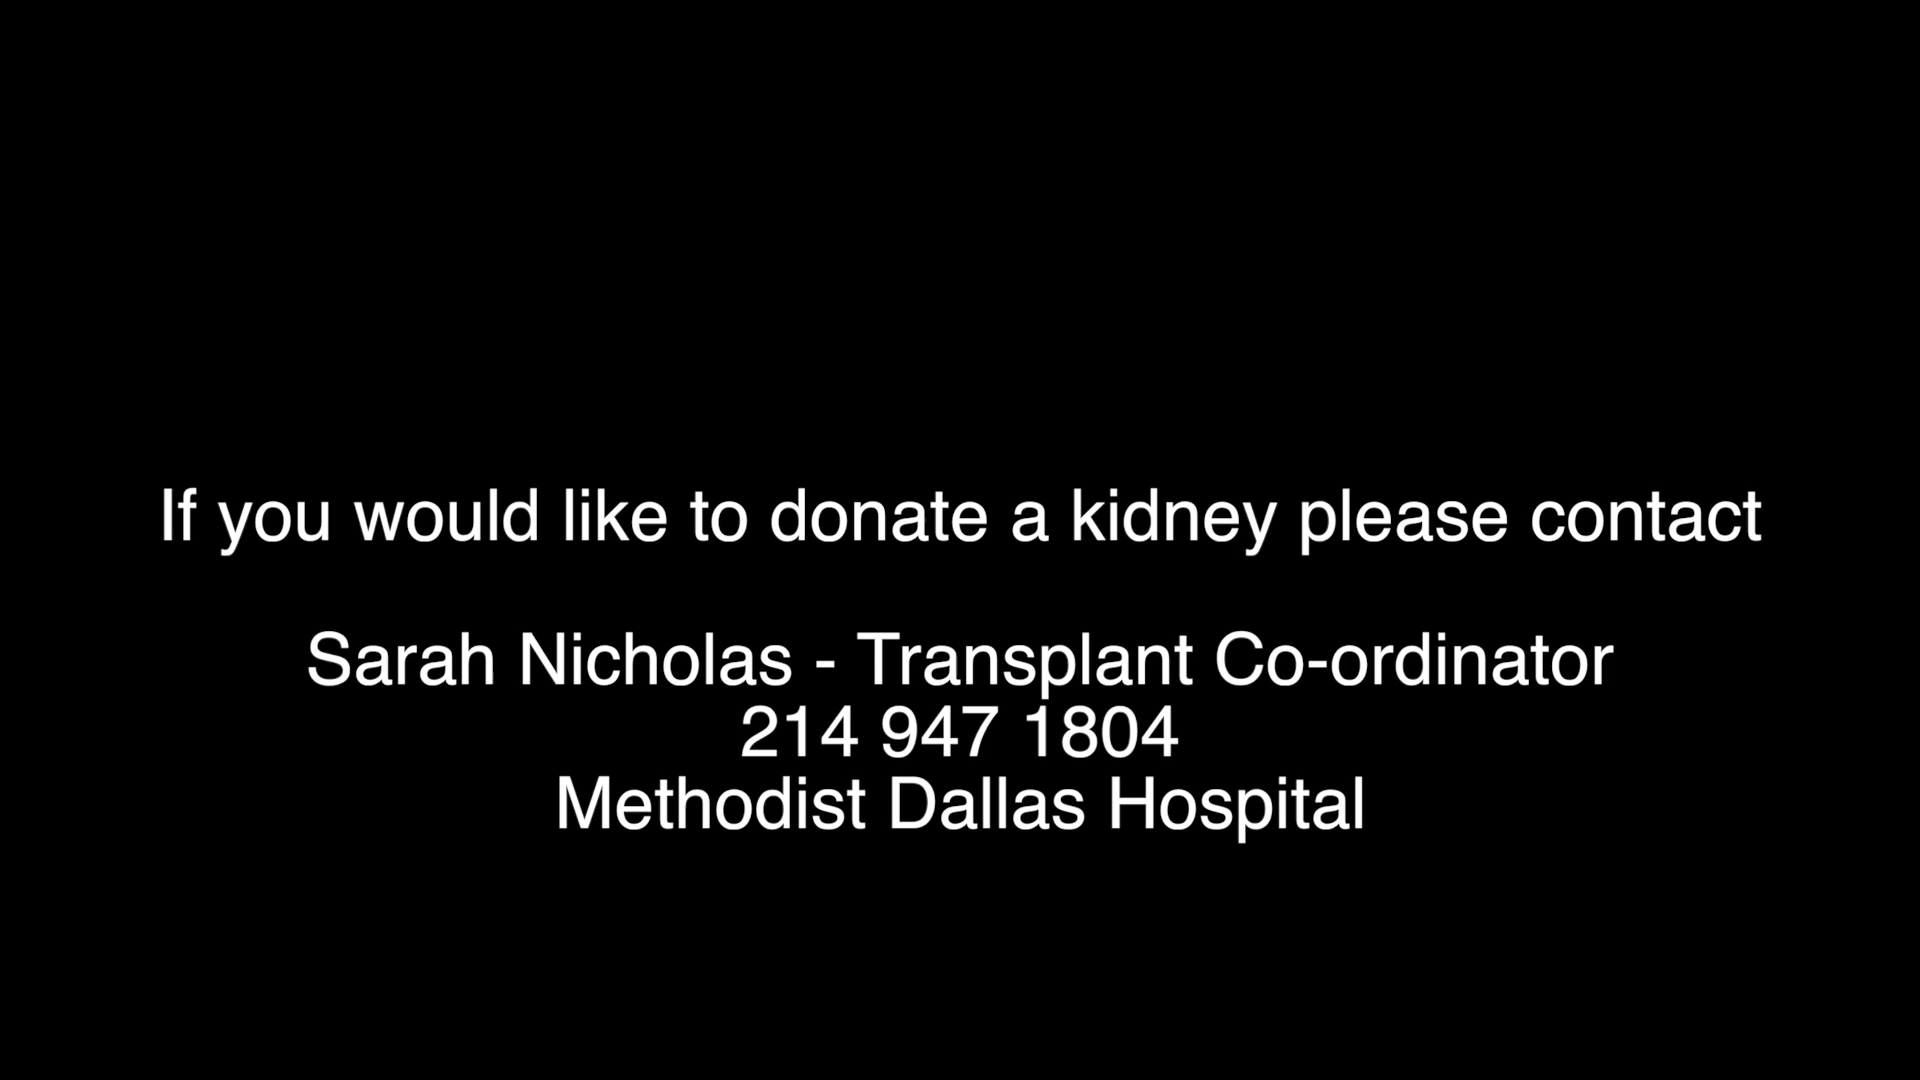 If you would like to donate a kidney please contact
Sarah Nicholas - Transplant Co-ordinator
214 947 1804
Methodist Dallas Hospital